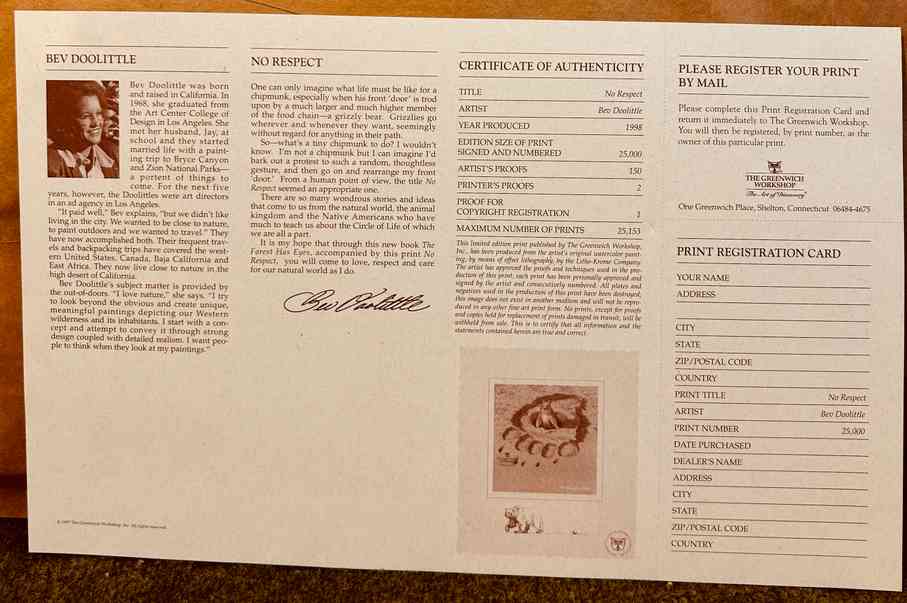 BEV DOOLITTLE
Bev Doolittle was born
and raised in California. In
1968, she graduated from
the Art Center College of
Design in Los Angeles. She
met her husband, Jay, at
school and they started
married life with a paint-
ing trip to Bryce Canyon
and Zion National Parks—
a portent of things to
come. For the next five
years, however, the Doolittles were art directors
in an ad agency in Los Angeles.
"It paid well," Bev explains, "but we didn't like
living in the city. We wanted to be close to nature,
to paint outdoors and we wanted to travel." They
have now accomplished both. Their frequent trav-
els and backpacking trips have covered the west-
ern United States, Canada, Baja California and
East Africa. They now live close to nature in the
high desert of California.
Bev Doolittle's subject matter is provided by
the out-of-doors. "I love nature," she says. "I try
to look beyond the obvious and create unique,
meaningful paintings depicting our Western
wilderness and its inhabitants. I start with a con-
cept and attempt to convey it through strong
design coupled with detailed realism. I want peo-
ple to think when they look at my paintings."
© 1997 The Greenwich Workshop, Inc. All rights reserved.
NO RESPECT
One can only imagine what life must be like for a
chipmunk, especially when his front 'door' is trod
upon by a much larger and much higher member
of the food chain—a grizzly bear. Grizzlies go
wherever and whenever they want, seemingly
without regard for anything in their path.
So—what's a tiny chipmunk to do? I wouldn't
know. I'm not a chipmunk but I can imagine I'd
bark out a protest to such a random, thoughtless
gesture, and then go on and rearrange my front
'door.' From a human point of view, the title No
Respect seemed an appropriate one.
There are so many wondrous stories and ideas
that come to us from the natural world, the animal
kingdom and the Native Americans who have
much to teach us about the Circle of Life of which
we are all a part.
It is my hope that through this new book The
Forest Has Eyes, accompanied by this print No
Respect, you will come to love, respect and care
for our natural world as I do.
Bev Doolittle
CERTIFICATE OF AUTHENTICITY
TITLE No Respect
ARTIST Bev Doolittle
YEAR PRODUCED 1998
EDITION SIZE OF PRINT
SIGNED AND NUMBERED 25,000
ARTIST'S PROOFS 150
PRINTER'S PROOFS 2
PROOF FOR
COPYRIGHT REGISTRATION 1
MAXIMUM NUMBER OF PRINTS 25,153
This limited edition print published by The Greenwich Workshop,
Inc. has been produced from the artist's original watercolor paint-
ing, by means of offset lithography, by the Litho-Krome Company.
The artist has approved the proofs and techniques used in the pro-
duction of this print; each print has been personally approved and
signed by the artist and consecutively numbered. All plates and
negatives used in the production of this print have been destroyed;
this image does not exist in another medium and will not be repro-
duced in any other fine art print form. No prints, except for proofs
and copies held for replacement of prints damaged in transit, will be
withheld from sale. This is to certify that all information and the
statements contained herein are true and correct.
PLEASE REGISTER YOUR PRINT
BY MAIL
Please complete this Print Registration Card and
return it immediately to The Greenwich Workshop.
You will then be registered, by print number, as the
owner of this particular print.
THE GREENWICH
WORKSHOP
The Art of Discovery
One Greenwich Place, Shelton, Connecticut 06484-4675
PRINT REGISTRATION CARD
YOUR NAME
ADDRESS
CITY
STATE
ZIP/POSTAL CODE
COUNTRY
PRINT TITLE No Respect
ARTIST Bev Doolittle
PRINT NUMBER 25,000
DATE PURCHASED
DEALER'S NAME
ADDRESS
CITY
STATE
ZIP/POSTAL CODE
COUNTRY